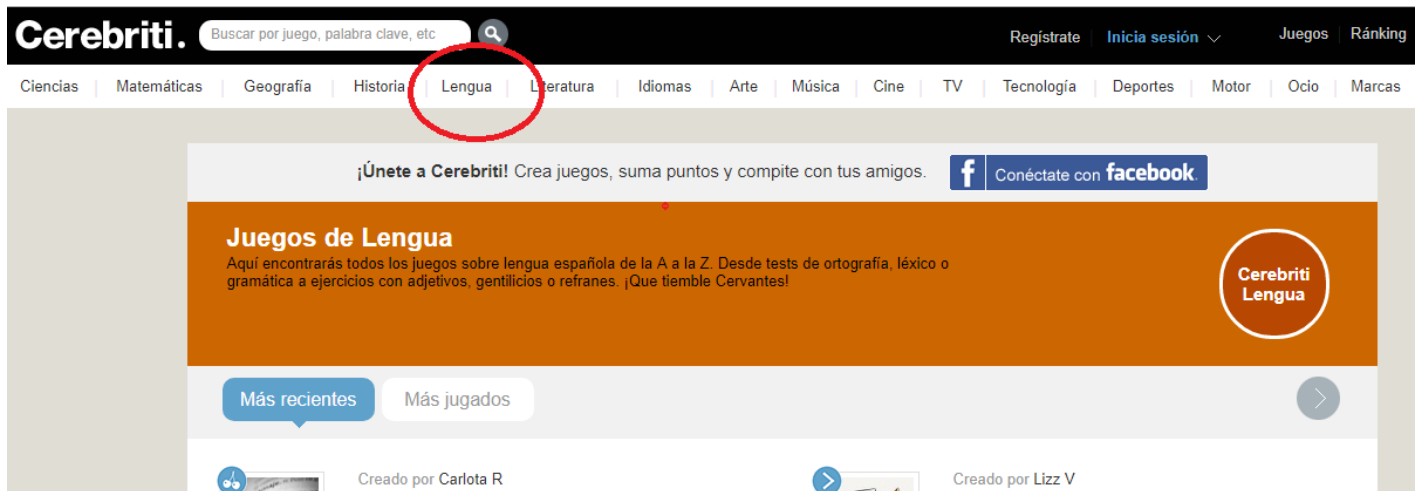 Cerebriti.
Buscar por juego, palabra clave, etc
Regístrate Inicia sesión Juegos Ránking
Ciencias Matemáticas Geografía Historia Lengua Literatura Idiomas Arte Música Cine TV Tecnología Deportes Motor Ocio Marcas
¡Únete a Cerebriti! Crea juegos, suma puntos y compite con tus amigos.
f Conéctate con facebook.
Juegos de Lengua
Aquí encontrarás todos los juegos sobre lengua española de la A a la Z. Desde tests de ortografía, léxico o
gramática a ejercicios con adjetivos, gentilicios o refranes. ¡Que tiemble Cervantes!
Cerebriti
Lengua
Más recientes Más jugados
Creado por Carlota R
Creado por Lizz V